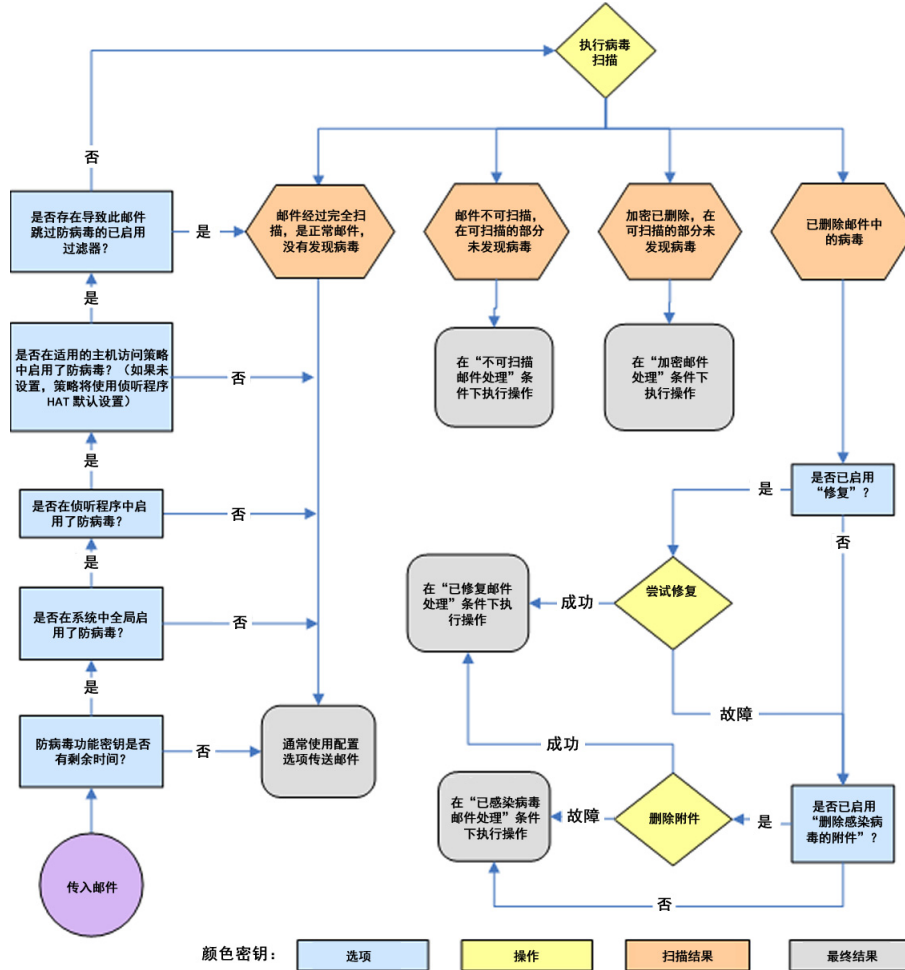 执行病毒
扫描
否
是否存在导致此邮件
跳过防病毒的已启用
过滤器？
是
邮件经过完全扫
描，是正常邮件，
没有发现病毒
邮件不可扫描，
在可扫描的部分
未发现病毒
加密已删除，在
可扫描的部分未
发现病毒
已删除邮件中
的病毒
是
是否在适用的主机访问策略
中启用了防病毒？（如果未
设置，策略将使用侦听程序
HAT 默认设置）
否
在“不可扫描
邮件处理”条
件下执行操作
在“加密邮件
处理”条件下
执行操作
是
是否在侦听程序中启
用了防病毒？
否
是
是否已启用
“修复”？
否
是
是否在系统中全局
启用了防病毒？
否
在“已修复邮件
处理”条件下执
行操作
成功
尝试修复
是
故障
防病毒功能密钥是否
有剩余时间？
否
通常使用配置
选项传送邮件
成功
在“已感染病毒
邮件处理”条件
下执行操作
故障
删除附件
是
是否已启用
“删除感染病
毒的附件”？
传入邮件
否
颜色密钥：
选项
操作
扫描结果
最终结果